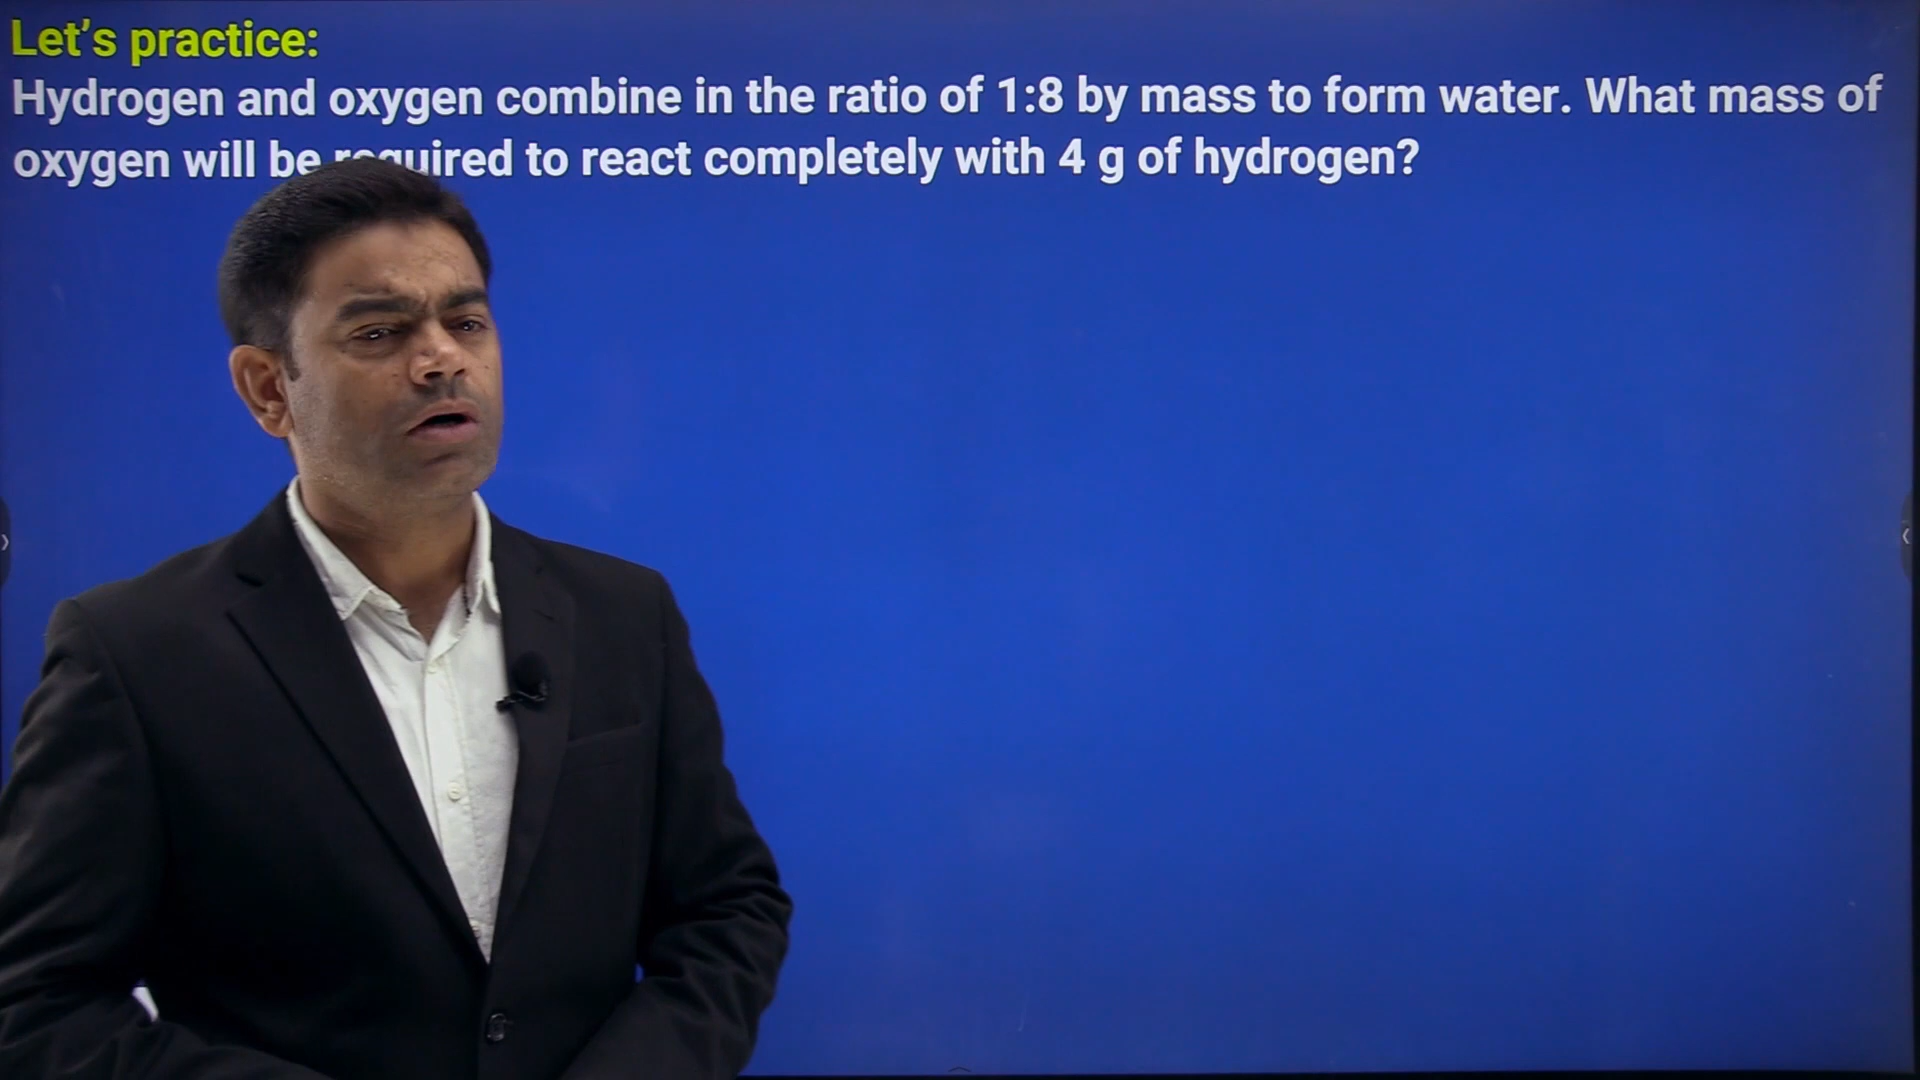 Let's practice:
Hydrogen and oxygen combine in the ratio of 1:8 by mass to form water. What mass of
oxygen will be required to react completely with 4 g of hydrogen?